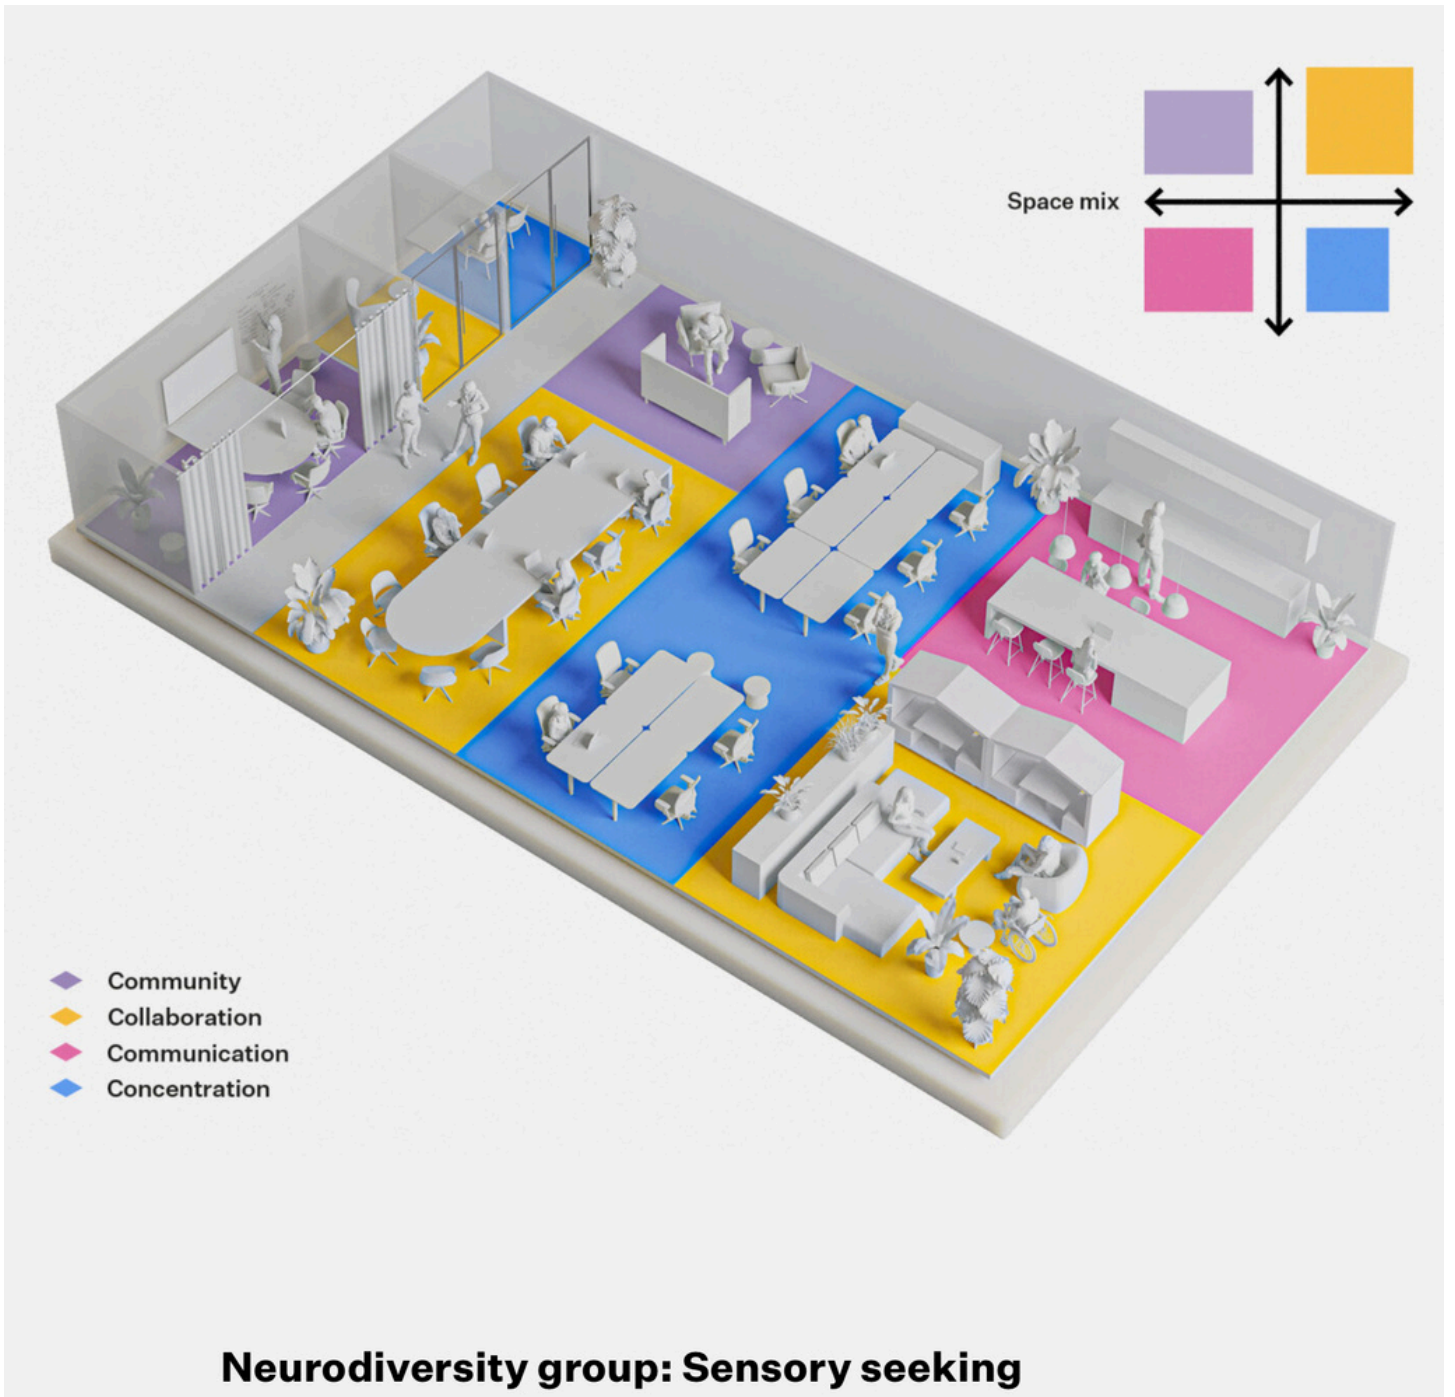 Space mix
Community
Collaboration
Communication
Concentration
Neurodiversity group: Sensory seeking